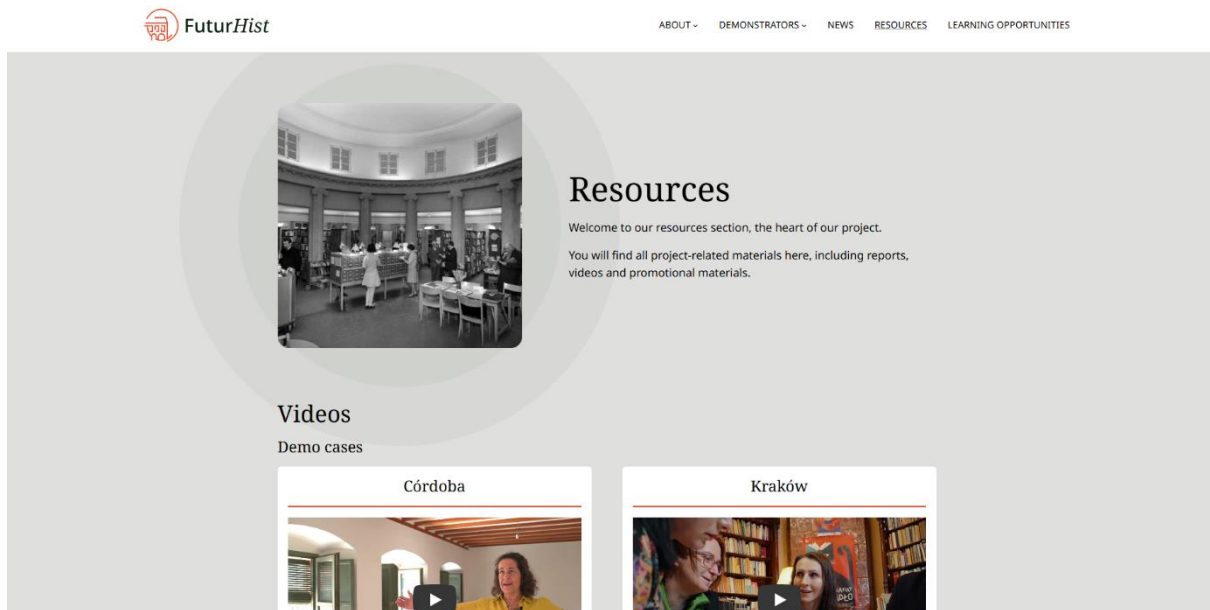 FuturHist
ABOUT
DEMONSTRATORS
NEWS
RESOURCES
LEARNING OPPORTUNITIES
Resources
Welcome to our resources section, the heart of our project.
You will find all project-related materials here, including reports,
videos and promotional materials.
Videos
Demo cases
Córdoba
Kraków